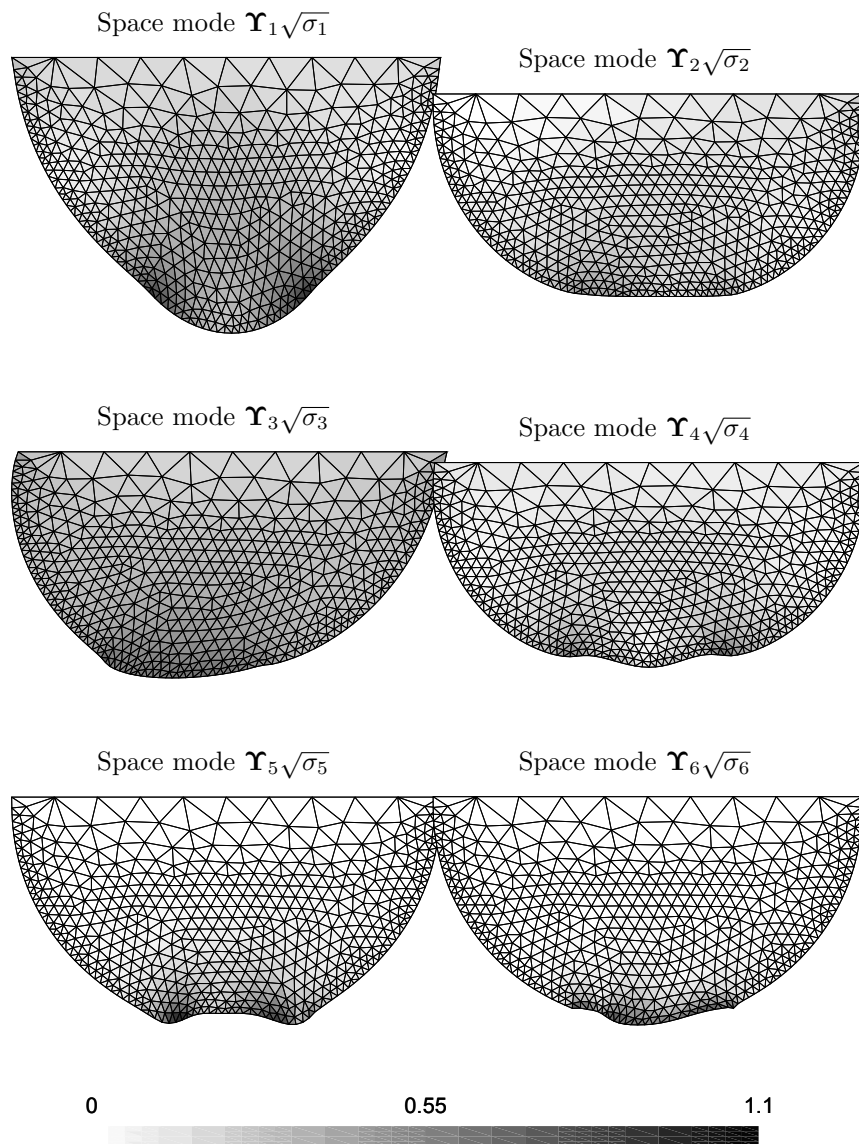 Space mode 𝚼₁√σ₁
Space mode 𝚼₂√σ₂
Space mode 𝚼₃√σ₃
Space mode 𝚼₄√σ₄
Space mode 𝚼₅√σ₅
Space mode 𝚼₆√σ₆
0 0.55 1.1